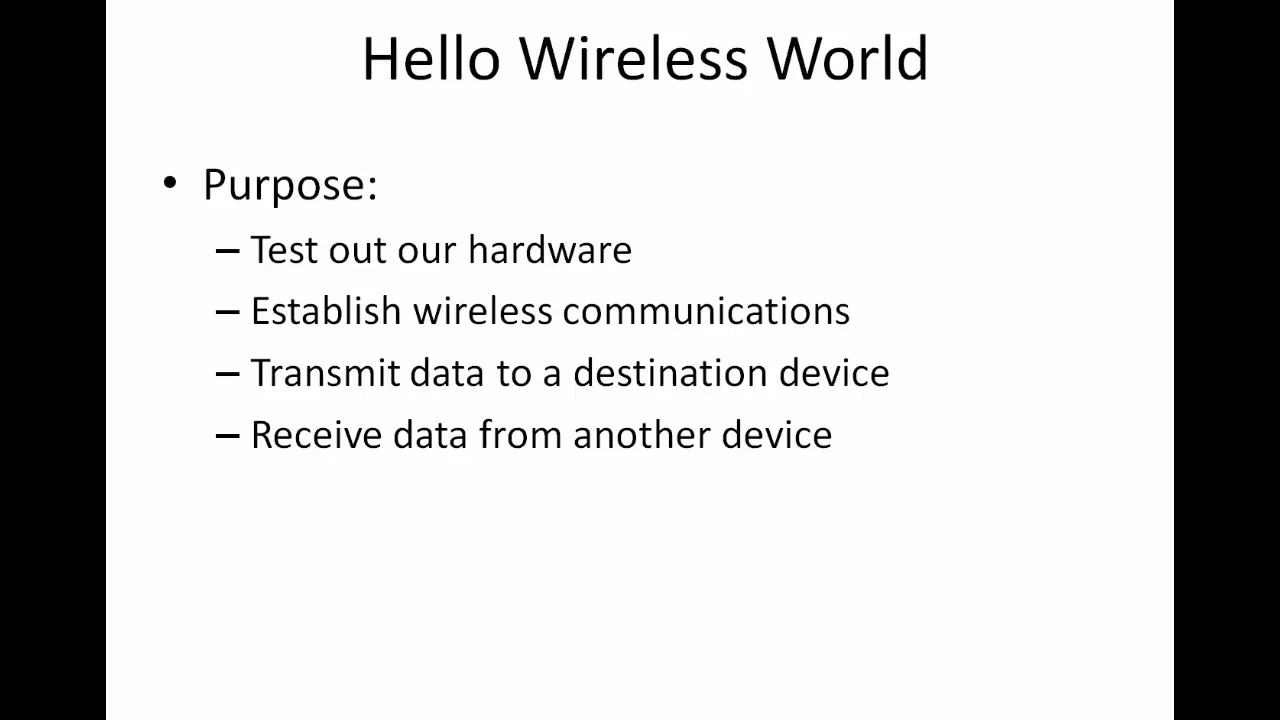 Hello Wireless World
• Purpose:
– Test out our hardware
– Establish wireless communications
– Transmit data to a destination device
– Receive data from another device